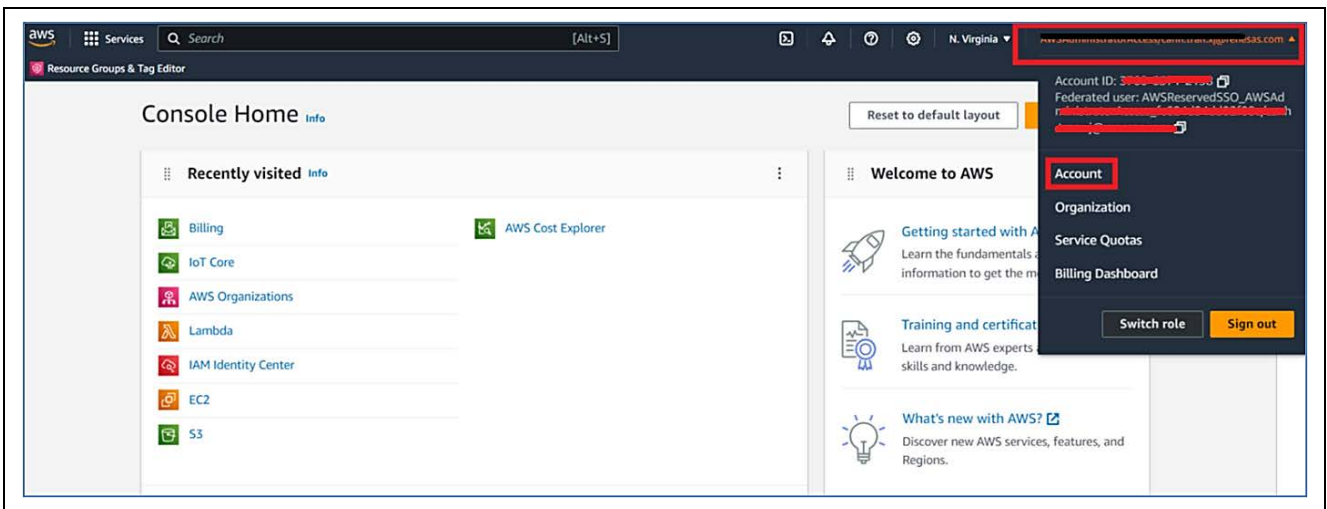 aws Services Search [Alt+S] N. Virginia
Resource Groups & Tag Editor
Console Home Info
Reset to default layout
Account ID:
Federated user: AWSReservedSSO_AWSAd
Recently visited Info
Billing
IoT Core
AWS Organizations
Lambda
IAM Identity Center
EC2
S3
AWS Cost Explorer
Welcome to AWS
Getting started with A
Learn the fundamentals
information to get the m
Training and certificat
Learn from AWS experts
skills and knowledge.
What's new with AWS?
Discover new AWS services, features, and
Regions.
Account
Organization
Service Quotas
Billing Dashboard
Switch role Sign out